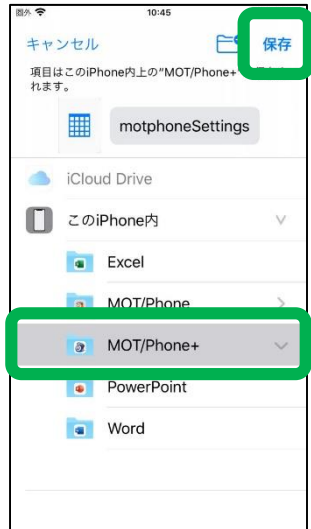 圏外 10:45
キャンセル 保存
項目はこのiPhone内上の"MOT/Phone+
れます。
motphoneSettings
iCloud Drive
このiPhone内
Excel
MOT/Phone
MOT/Phone+
PowerPoint
Word